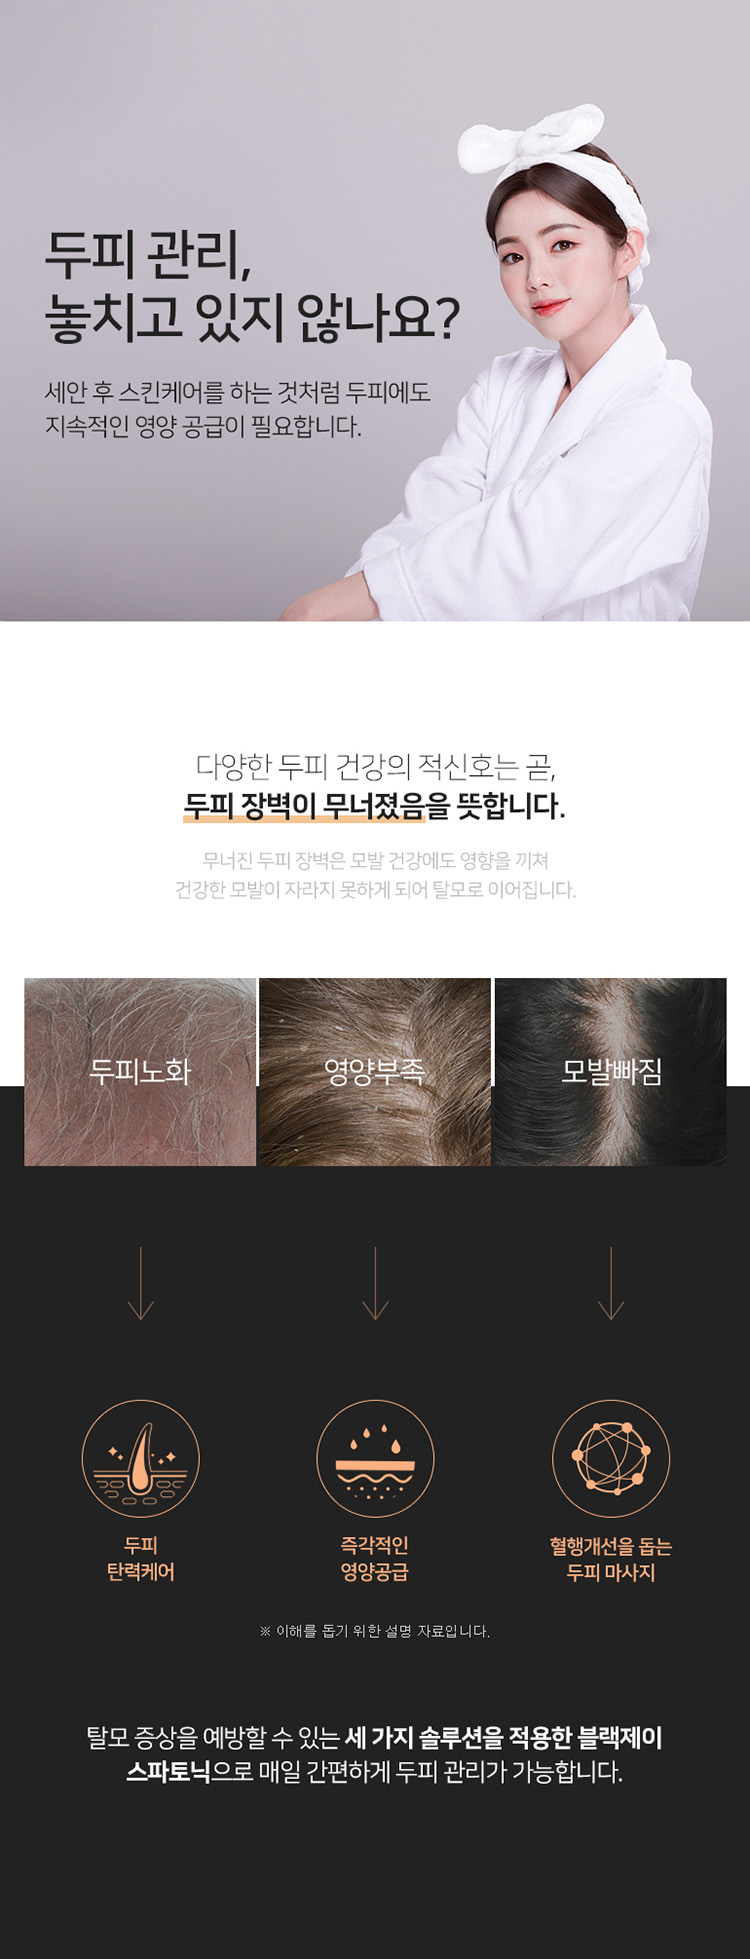 두피 관리,
놓치고 있지 않나요?
세안 후 스킨케어를 하는 것처럼 두피에도
지속적인 영양 공급이 필요합니다.
다양한 두피 건강의 적신호는 곧,
두피 장벽이 무너졌음을 뜻합니다.
무너진 두피 장벽은 모발 건강에도 영향을 끼쳐
건강한 모발이 자라지 못하게 되어 탈모로 이어집니다.
두피노화
영양부족
모발빠짐
두피
탄력케어
즉각적인
영양공급
혈행개선을 돕는
두피 마사지
※ 이해를 돕기 위한 설명 자료입니다.
탈모 증상을 예방할 수 있는 세 가지 솔루션을 적용한 블랙제이
스파토닉으로 매일 간편하게 두피 관리가 가능합니다.